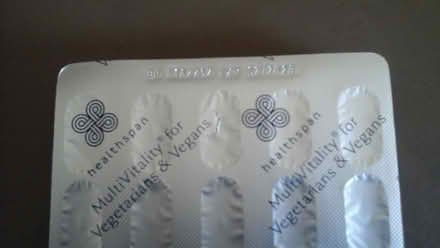 healthspan
MultiVitality® for
Vegetarians & Vegans
healthspan
MultiVitality® for
Vegetarians & Vegans